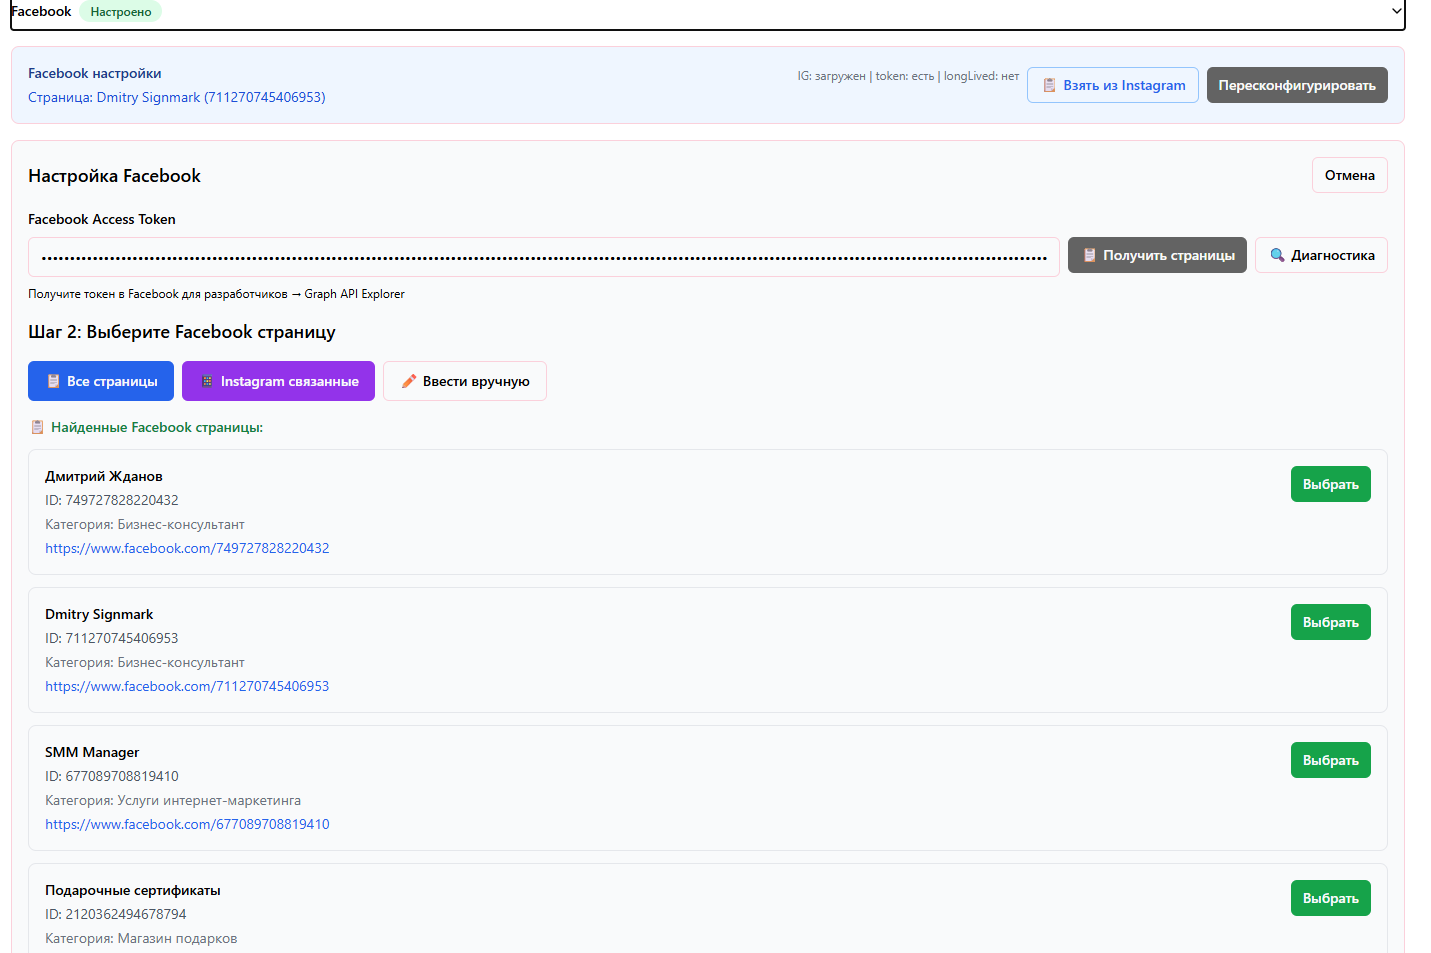 Facebook Настроено
Facebook настройки
Страница: Dmitry Signmark (711270745406953)
IG: загружен | token: есть | longLived: нет
Взять из Instagram
Пересконфигурировать
Настройка Facebook
Отмена
Facebook Access Token
Получить страницы
Диагностика
Получите токен в Facebook для разработчиков → Graph API Explorer
Шаг 2: Выберите Facebook страницу
Все страницы
Instagram связанные
Ввести вручную
Найденные Facebook страницы:
Дмитрий Жданов
Выбрать
ID: 749727828220432
Категория: Бизнес-консультант
https://www.facebook.com/749727828220432
Dmitry Signmark
Выбрать
ID: 711270745406953
Категория: Бизнес-консультант
https://www.facebook.com/711270745406953
SMM Manager
Выбрать
ID: 677089708819410
Категория: Услуги интернет-маркетинга
https://www.facebook.com/677089708819410
Подарочные сертификаты
Выбрать
ID: 2120362494678794
Категория: Магазин подарков